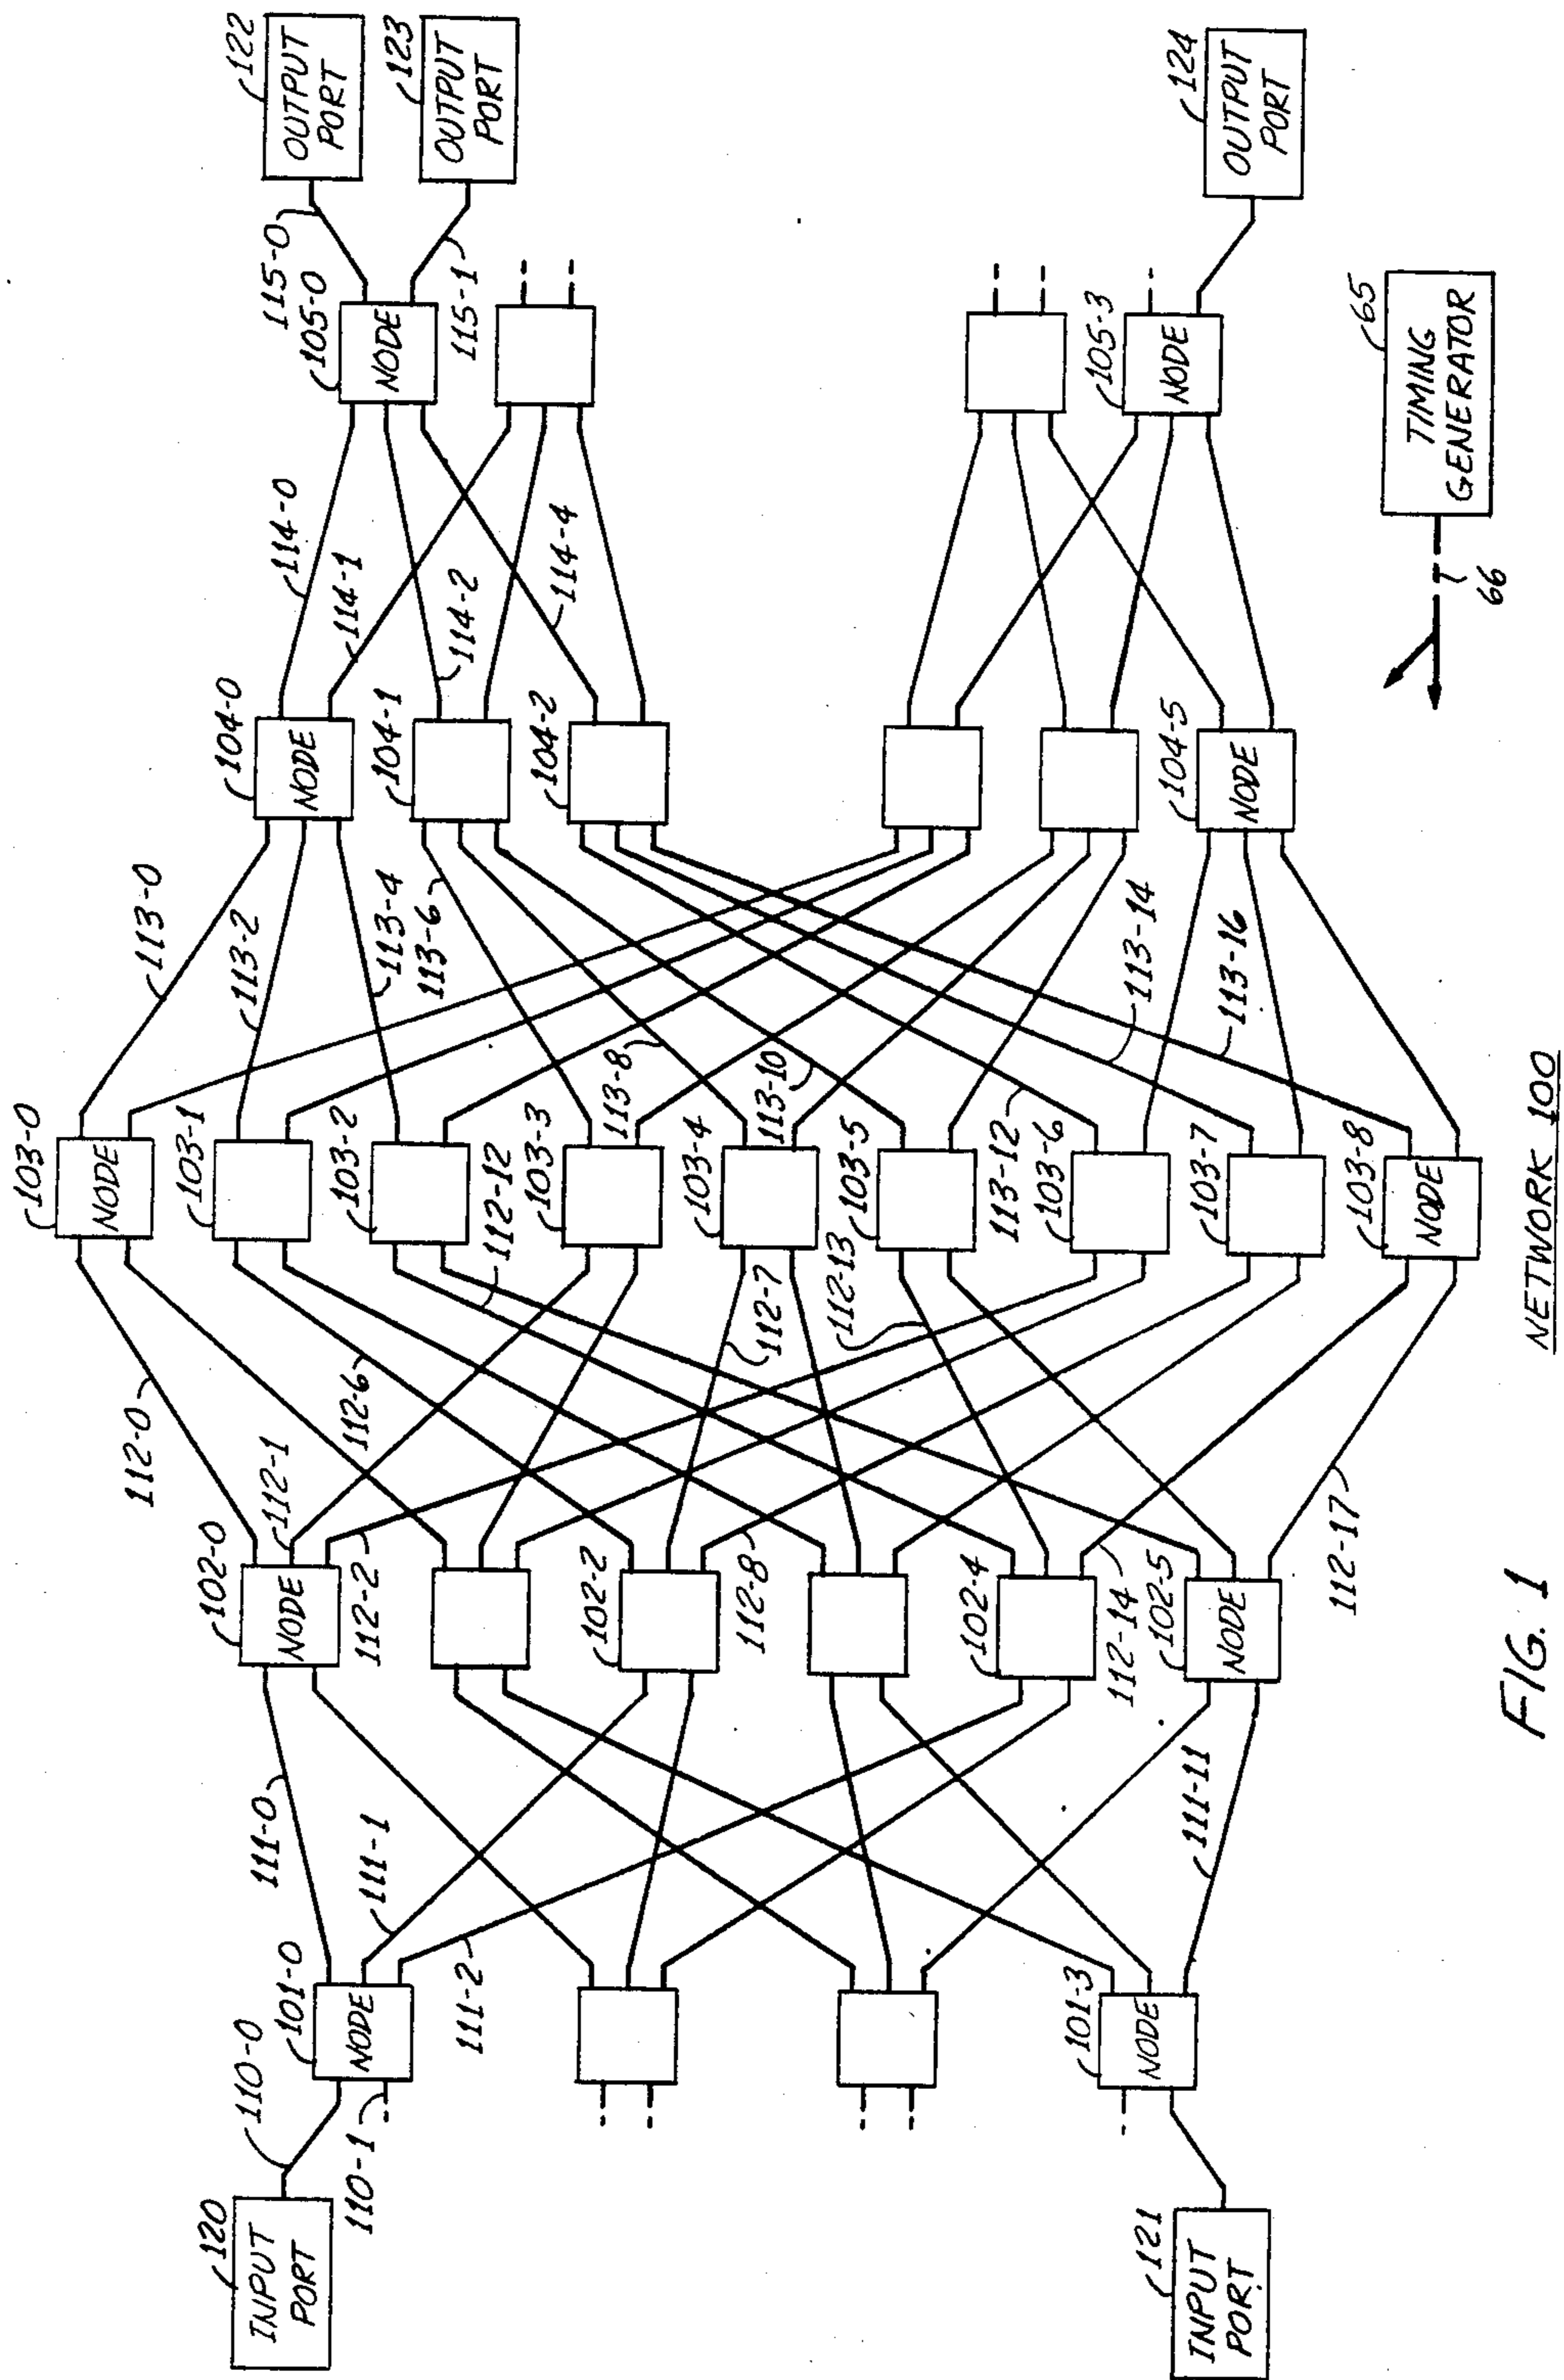 120
INPUT
PORT
110-0
110-1
121
INPUT
PORT
101-0
NODE
101-3
NODE
111-0
111-1
111-2
111-11
102-0
NODE
102-2
102-4
102-5
NODE
112-0
112-1
112-2
112-6
112-7
112-8
112-12
112-13
112-14
112-17
103-0
NODE
103-1
103-2
103-3
103-4
103-5
103-6
103-7
103-8
NODE
113-0
113-2
113-4
113-6
113-8
113-10
113-12
113-14
113-16
104-0
NODE
104-1
104-2
104-5
NODE
114-0
114-1
114-2
114-4
105-0
NODE
105-3
NODE
115-0
115-1
122
OUTPUT
PORT
123
OUTPUT
PORT
124
OUTPUT
PORT
65
TIMING
GENERATOR
66
NETWORK 100
FIG. 1